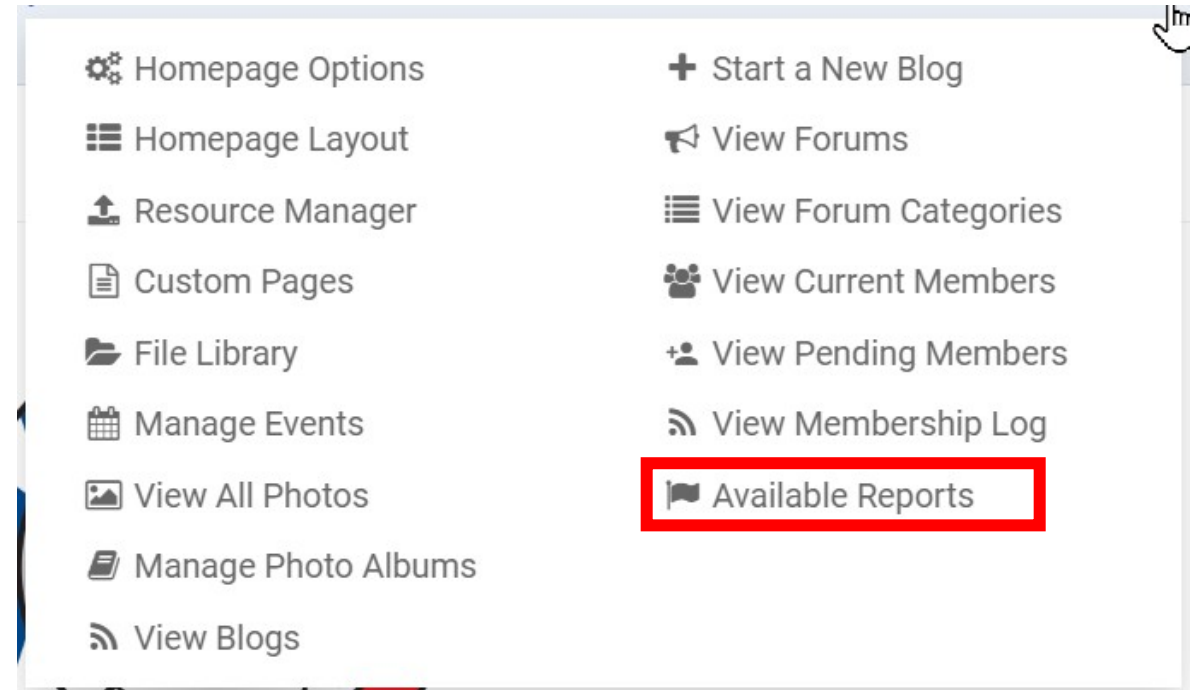 Homepage Options
Homepage Layout
Resource Manager
Custom Pages
File Library
Manage Events
View All Photos
Manage Photo Albums
View Blogs
Start a New Blog
View Forums
View Forum Categories
View Current Members
View Pending Members
View Membership Log
Available Reports